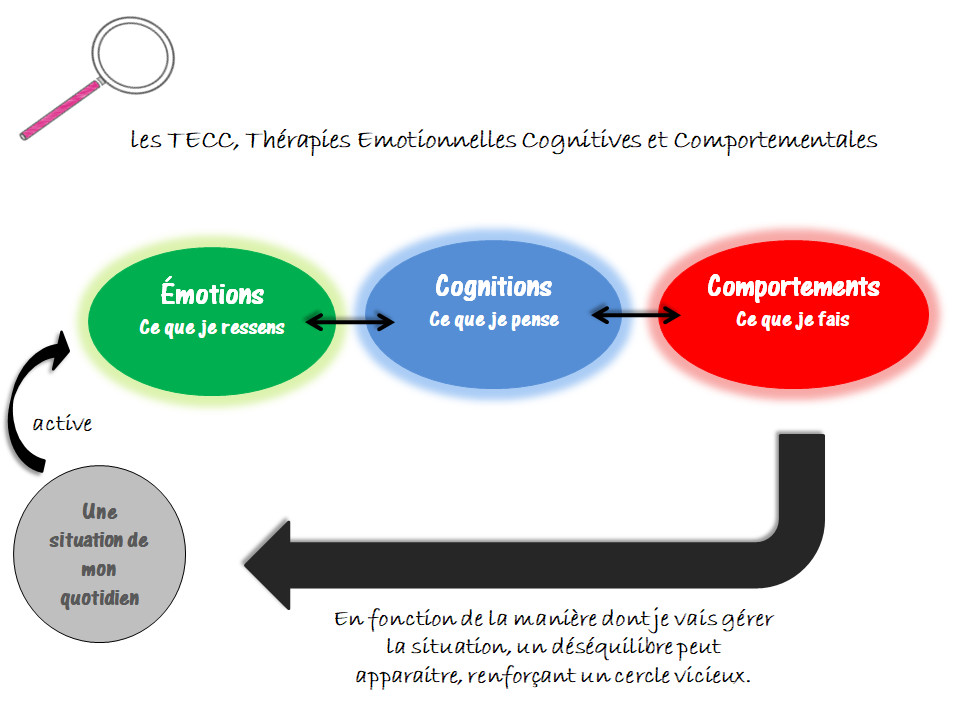 les TECC, Thérapies Emotionnelles Cognitives et Comportementales
Émotions
Ce que je ressens
Cognitions
Ce que je pense
Comportements
Ce que je fais
active
Une
situation de
mon
quotidien
En fonction de la manière dont je vais gérer
la situation, un déséquilibre peut
apparaitre, renforçant un cercle vicieux.